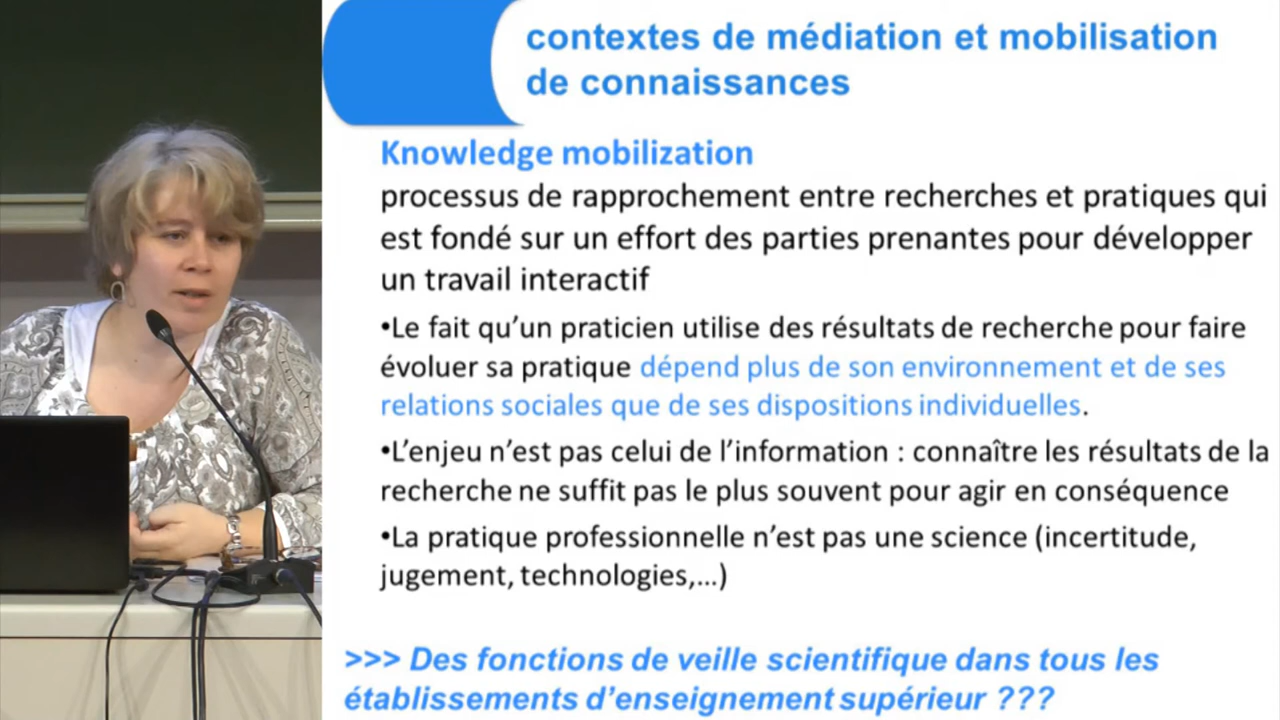 contextes de médiation et mobilisation
de connaissances
Knowledge mobilization
processus de rapprochement entre recherches et pratiques qui
est fondé sur un effort des parties prenantes pour développer
un travail interactif
•Le fait qu’un praticien utilise des résultats de recherche pour faire
évoluer sa pratique dépend plus de son environnement et de ses
relations sociales que de ses dispositions individuelles.
•L’enjeu n’est pas celui de l’information : connaître les résultats de la
recherche ne suffit pas le plus souvent pour agir en conséquence
•La pratique professionnelle n’est pas une science (incertitude,
jugement, technologies,...)
>>> Des fonctions de veille scientifique dans tous les
établissements d’enseignement supérieur ???